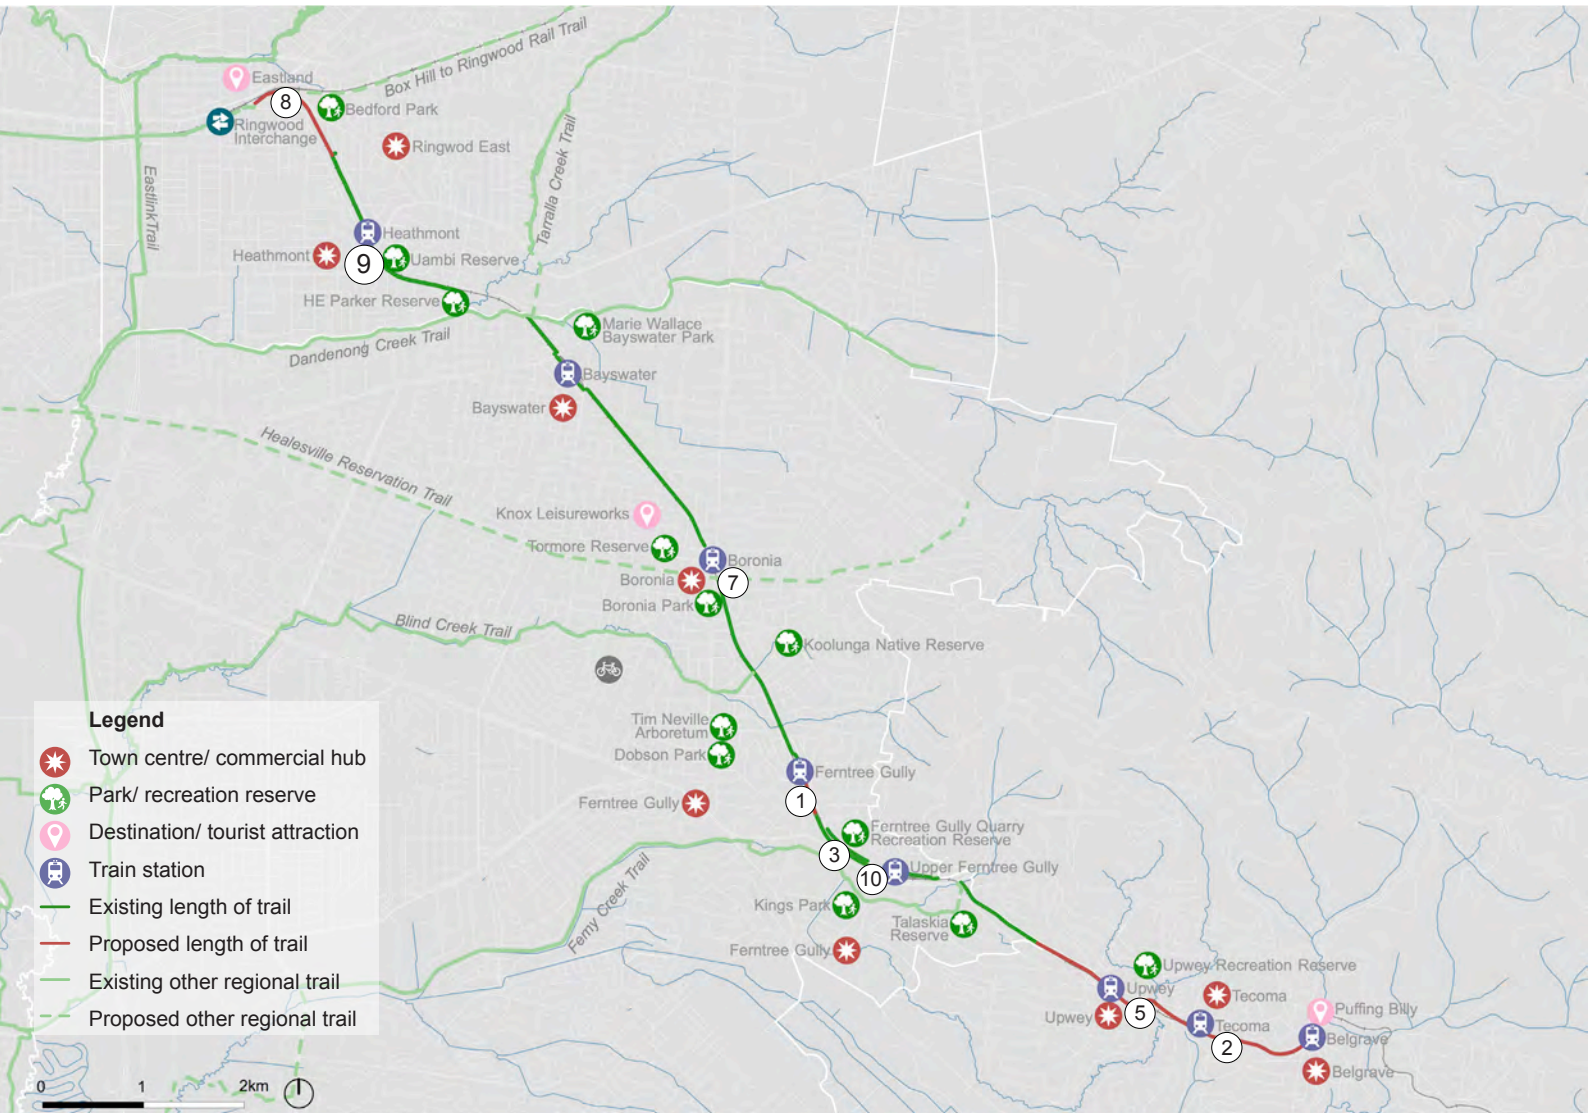 Eastland
Box Hill to Ringwood Rail Trail
8
Bedford Park
Ringwood
Interchange
Ringwod East
Tarralla Creek Trail
EastlinkTrail
Heathmont
Heathmont
9
Uambi Reserve
HE Parker Reserve
Marie Wallace
Bayswater Park
Dandenong Creek Trail
Bayswater
Bayswater
Healesville Reservation Trail
Knox Leisureworks
Tormore Reserve
Boronia
Boronia
7
Boronia Park
Blind Creek Trail
Koolunga Native Reserve
Tim Neville
Arboretum
Dobson Park
Ferntree Gully
Ferntree Gully
1
Ferntree Gully Quarry
Recreation Reserve
3
10
Upper Ferntree Gully
Ferny Creek Trail
Kings Park
Talaskia
Reserve
Ferntree Gully
Upwey Recreation Reserve
Upwey
Tecoma
Upwey
5
Tecoma
Puffing Billy
2
Belgrave
Belgrave
Legend
Town centre/ commercial hub
Park/ recreation reserve
Destination/ tourist attraction
Train station
Existing length of trail
Proposed length of trail
Existing other regional trail
Proposed other regional trail
0 1 2km